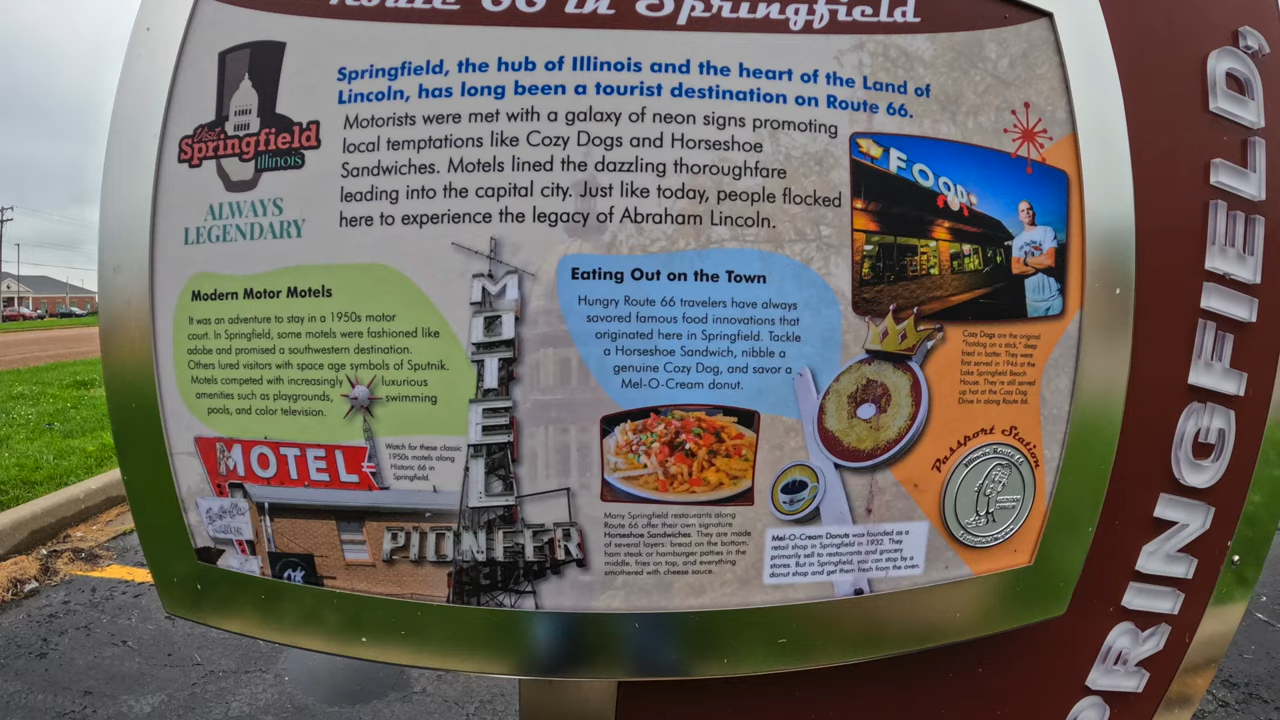 Route 66 in Springfield
Visit
Springfield
Illinois
ALWAYS
LEGENDARY
Springfield, the hub of Illinois and the heart of the Land of
Lincoln, has long been a tourist destination on Route 66.
Motorists were met with a galaxy of neon signs promoting
local temptations like Cozy Dogs and Horseshoe
Sandwiches. Motels lined the dazzling thoroughfare
leading into the capital city. Just like today, people flocked
here to experience the legacy of Abraham Lincoln.
FOOD
Modern Motor Motels
It was an adventure to stay in a 1950s motor
court. In Springfield, some motels were fashioned like
adobe and promised a southwestern destination.
Others lured visitors with space age symbols of Sputnik.
Motels competed with increasingly luxurious
amenities such as playgrounds, swimming
pools, and color television.
MOTEL
Watch for these classic
1950s motels along
Historic 66 in
Springfield.
MOTEL
PIONEER
Eating Out on the Town
Hungry Route 66 travelers have always
savored famous food innovations that
originated here in Springfield. Tackle
a Horseshoe Sandwich, nibble a
genuine Cozy Dog, and savor a
Mel-O-Cream donut.
Many Springfield restaurants along
Route 66 offer their own signature
Horseshoe Sandwiches. They are made
of several layers: bread on the bottom,
ham steak or hamburger patties in the
middle, fries on top, and everything
smothered with cheese sauce.
Mel-O-Cream Donuts was founded as a
retail shop in Springfield in 1932. They
primarily sell to restaurants and grocery
stores. But in Springfield, you can stop by a
donut shop and get them fresh from the oven.
Cozy Dogs are the original
"hotdog on a stick," deep
fried in batter. They were
first served in 1946 at the
Lake Springfield Beach
House. They're still served
up hot at the Cozy Dog
Drive In along Route 66.
Passport Station
Illinois Route 66
SPRINGFIELD,